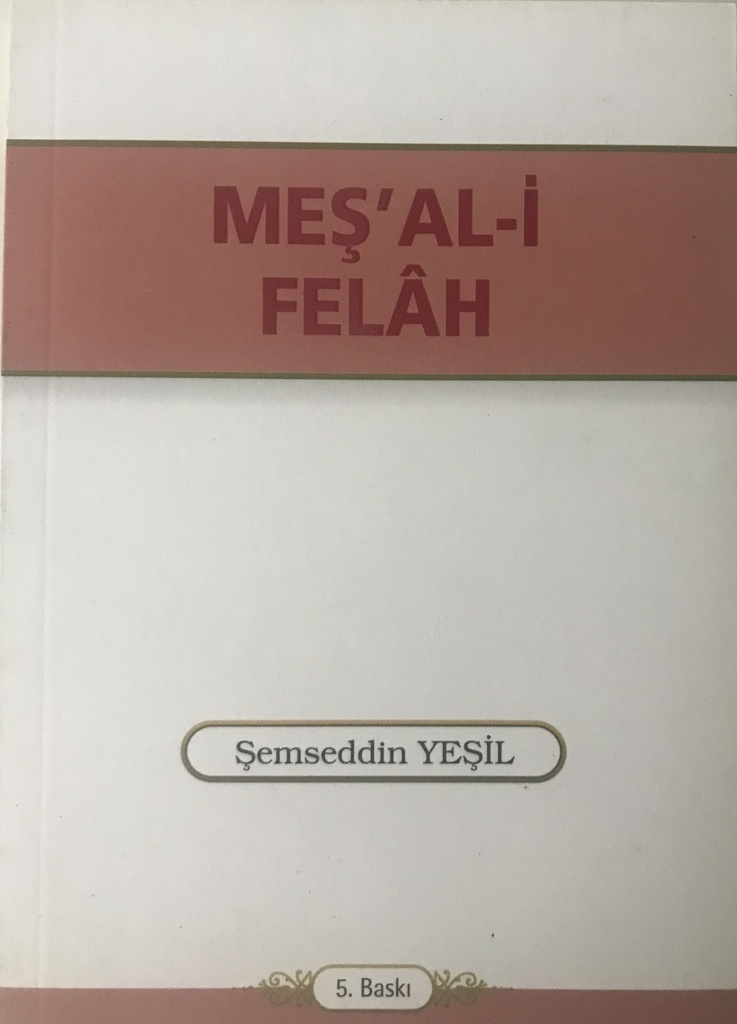 MEŞ'AL-İ
FELÂH
Şemseddin YEŞİL
5. Baskı